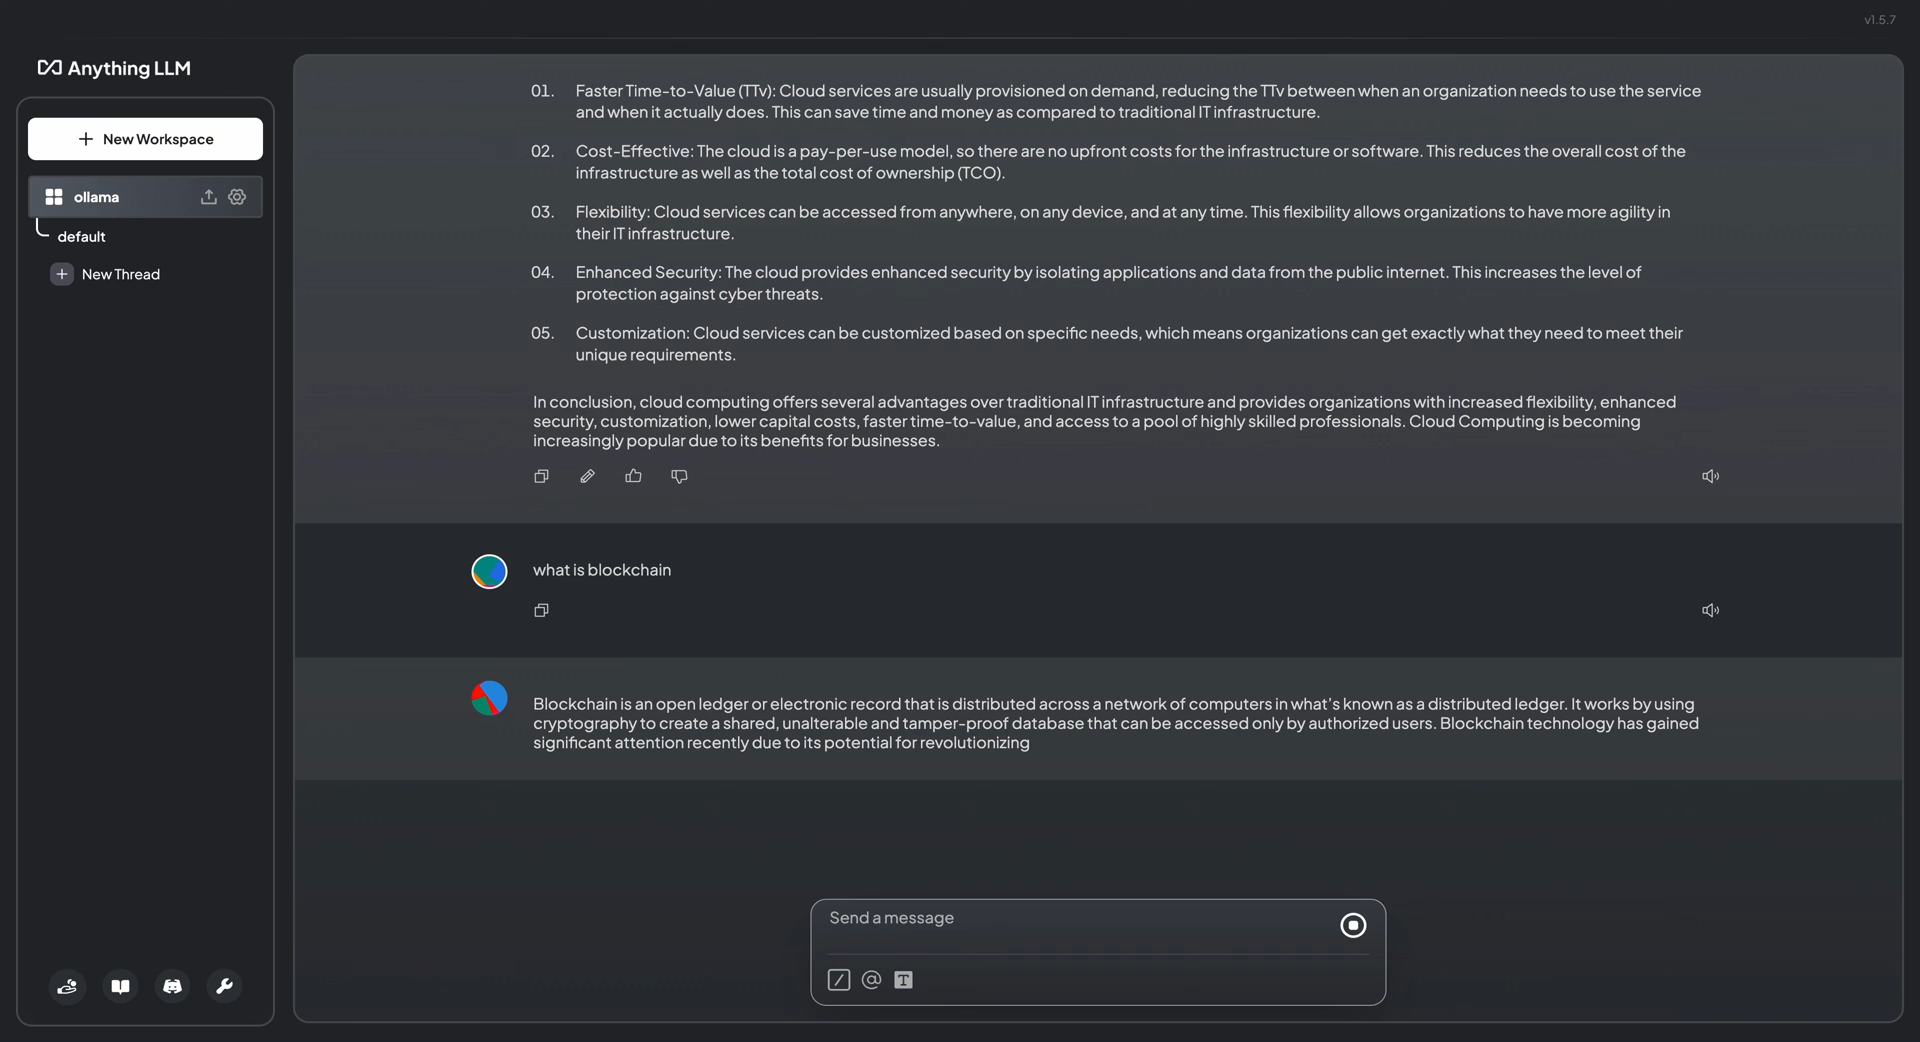 v1.5.7
Anything LLM
New Workspace
ollama
default
New Thread
01. Faster Time-to-Value (TTv): Cloud services are usually provisioned on demand, reducing the TTv between when an organization needs to use the service
and when it actually does. This can save time and money as compared to traditional IT infrastructure.
02. Cost-Effective: The cloud is a pay-per-use model, so there are no upfront costs for the infrastructure or software. This reduces the overall cost of the
infrastructure as well as the total cost of ownership (TCO).
03. Flexibility: Cloud services can be accessed from anywhere, on any device, and at any time. This flexibility allows organizations to have more agility in
their IT infrastructure.
04. Enhanced Security: The cloud provides enhanced security by isolating applications and data from the public internet. This increases the level of
protection against cyber threats.
05. Customization: Cloud services can be customized based on specific needs, which means organizations can get exactly what they need to meet their
unique requirements.
In conclusion, cloud computing offers several advantages over traditional IT infrastructure and provides organizations with increased flexibility, enhanced
security, customization, lower capital costs, faster time-to-value, and access to a pool of highly skilled professionals. Cloud Computing is becoming
increasingly popular due to its benefits for businesses.
what is blockchain
Blockchain is an open ledger or electronic record that is distributed across a network of computers in what's known as a distributed ledger. It works by using
cryptography to create a shared, unalterable and tamper-proof database that can be accessed only by authorized users. Blockchain technology has gained
significant attention recently due to its potential for revolutionizing
Send a message